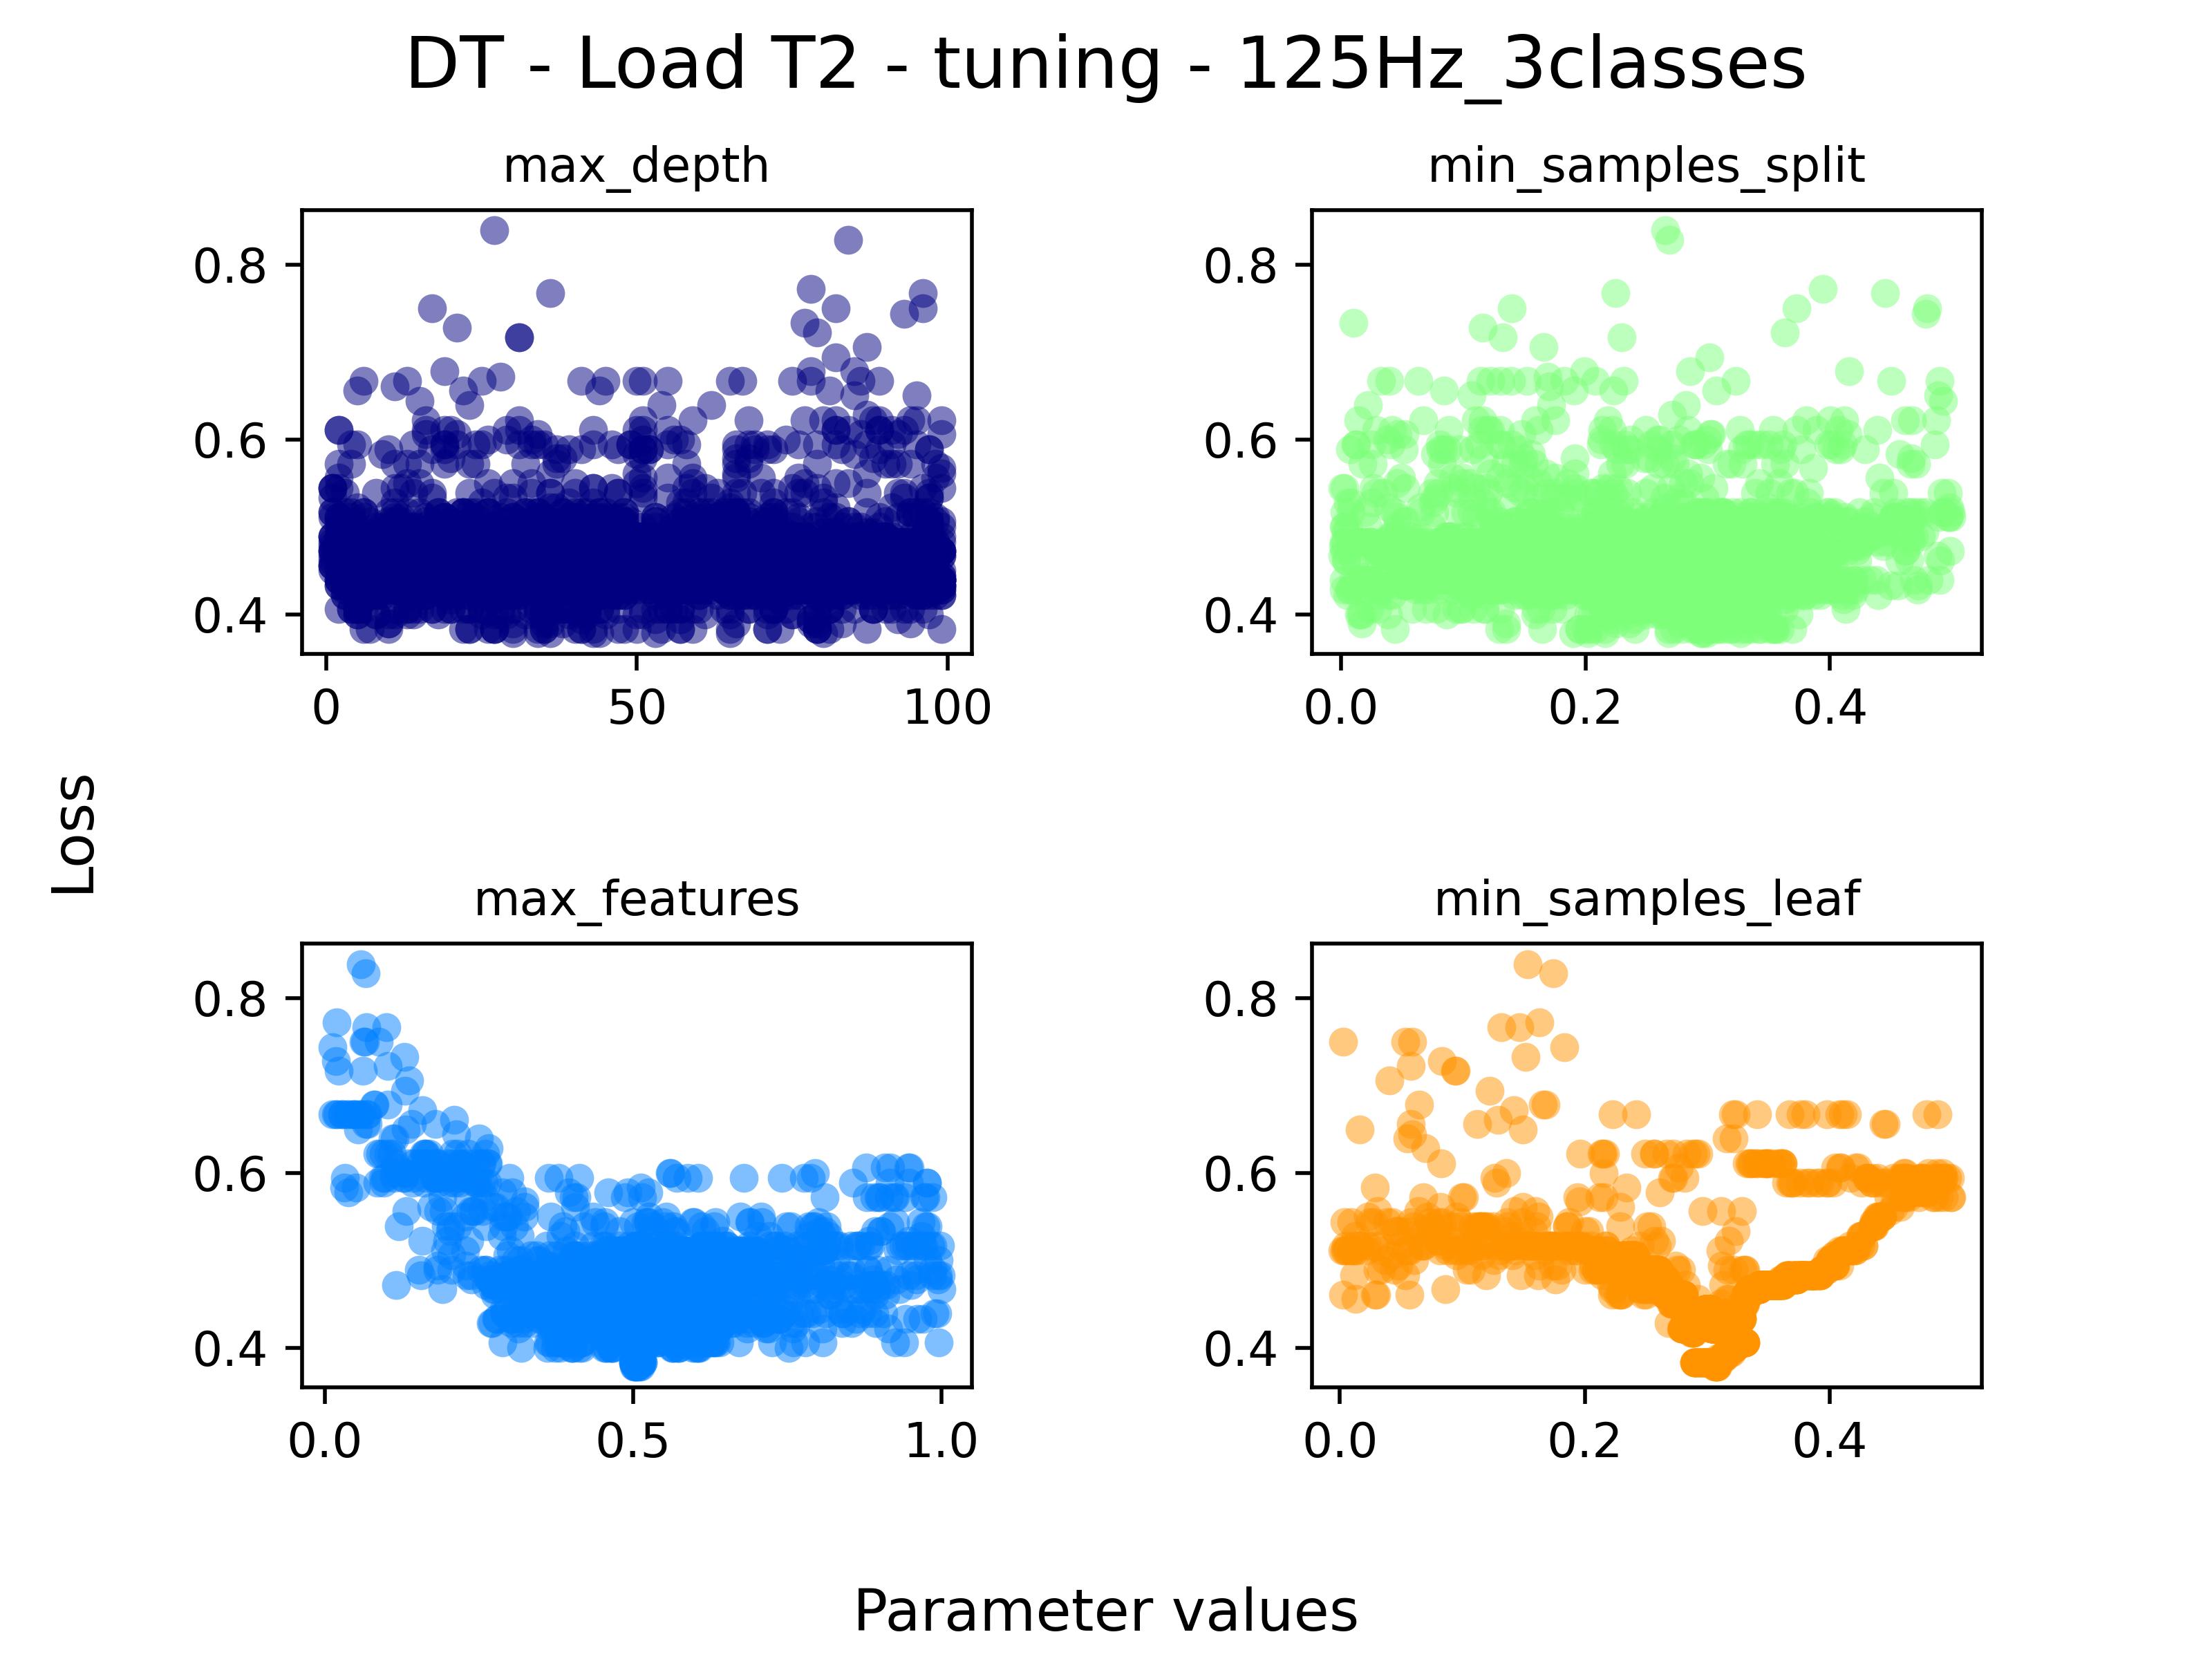 DT - Load T2 - tuning - 125Hz_3classes
max_depth
min_samples_split
0.8
0.6
0.4
0 50 100
0.8
0.6
0.4
0.0 0.2 0.4
Loss
max_features
min_samples_leaf
0.8
0.6
0.4
0.0 0.5 1.0
0.8
0.6
0.4
0.0 0.2 0.4
Parameter values